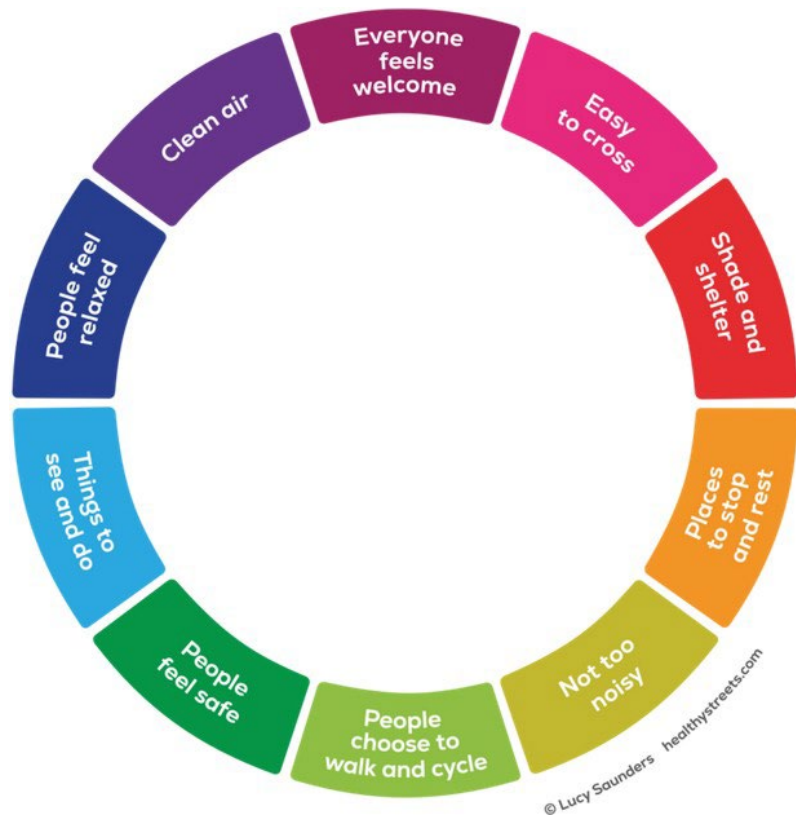 Everyone
feels
welcome
Easy
to cross
Shade and
shelter
Places
to stop
and rest
Not too
noisy
People
choose to
walk and cycle
People
feel safe
Things to
see and do
People feel
relaxed
Clean air
© Lucy Saunders healthystreets.com